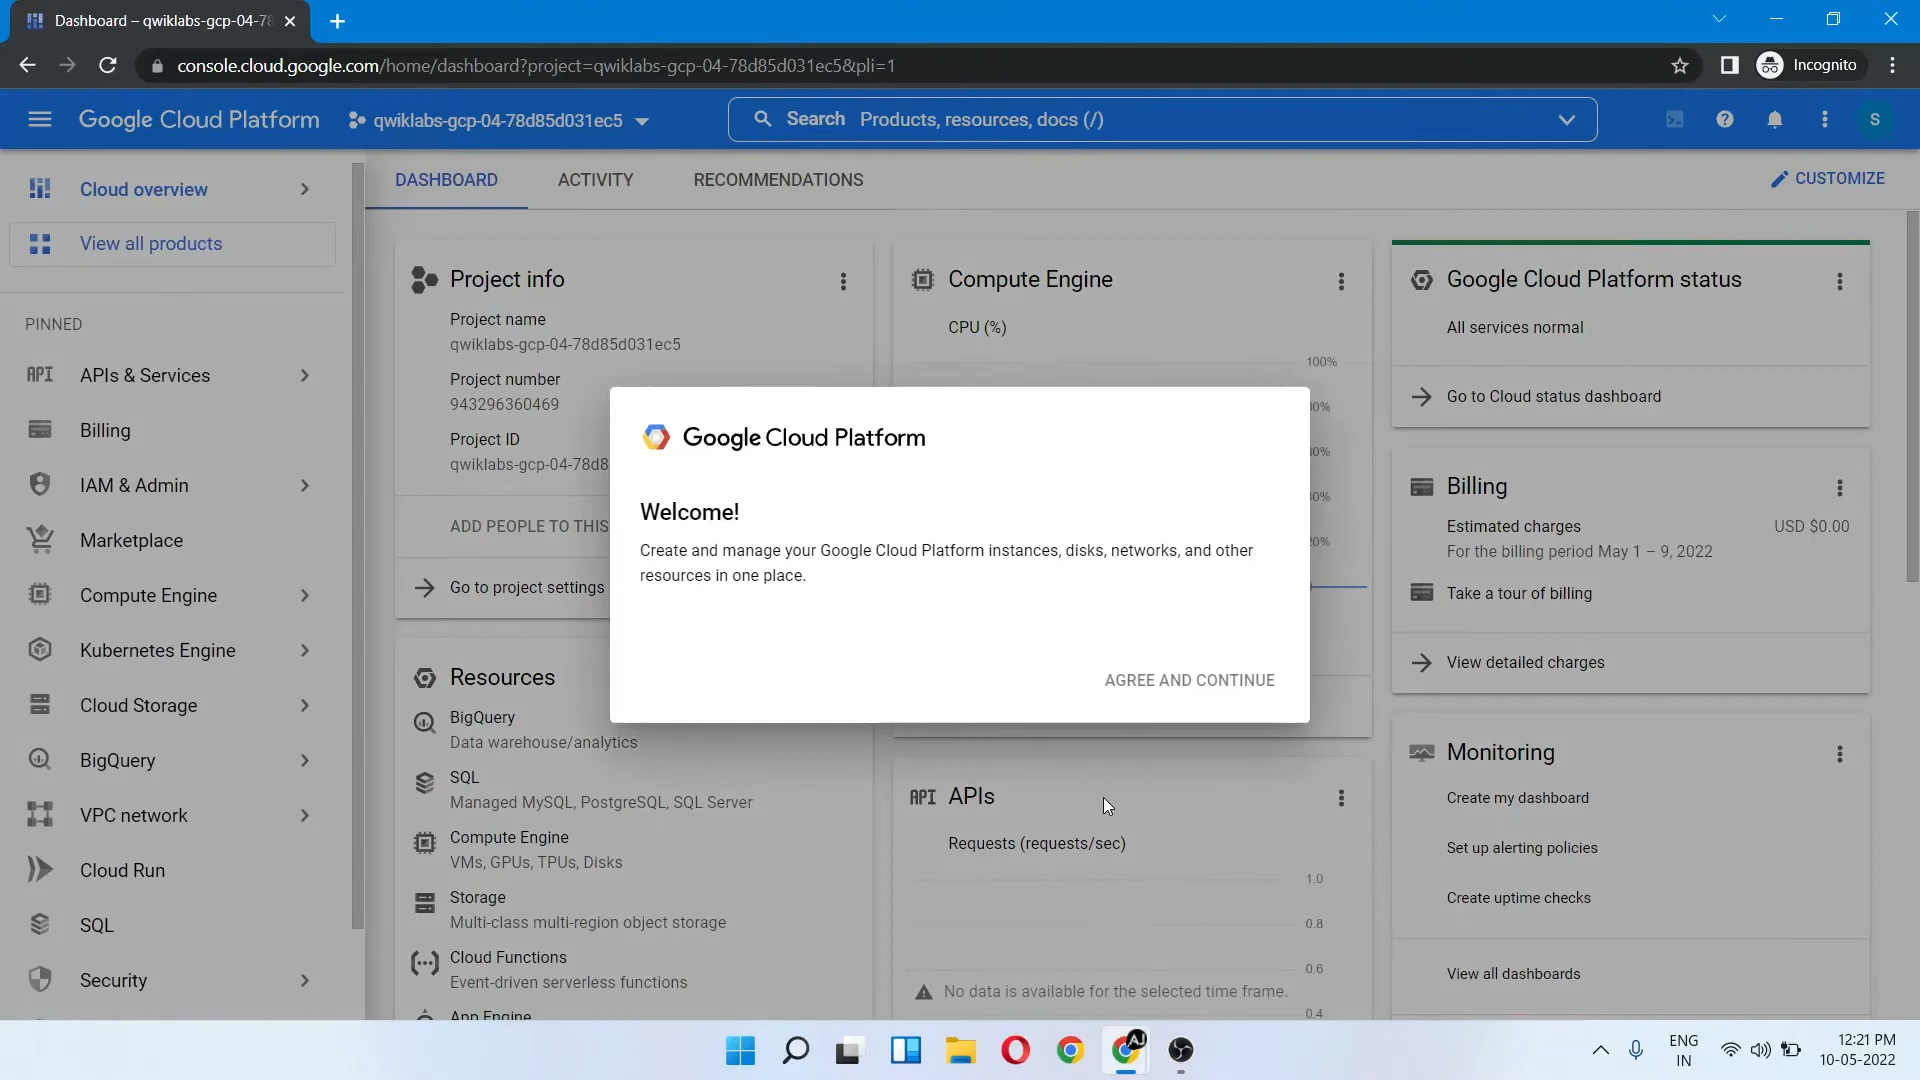 Dashboard – qwiklabs-gcp-04-78
console.cloud.google.com/home/dashboard?project=qwiklabs-gcp-04-78d85d031ec5&pli=1
Incognito
Google Cloud Platform
qwiklabs-gcp-04-78d85d031ec5
Search Products, resources, docs (/)
S
Cloud overview
View all products
PINNED
API APIs & Services
Billing
IAM & Admin
Marketplace
Compute Engine
Kubernetes Engine
Cloud Storage
BigQuery
VPC network
Cloud Run
SQL
Security
DASHBOARD
ACTIVITY
RECOMMENDATIONS
CUSTOMIZE
Project info
Project name
qwiklabs-gcp-04-78d85d031ec5
Project number
943296360469
Project ID
qwiklabs-gcp-04-78d8
ADD PEOPLE TO THIS
Go to project settings
Resources
BigQuery
Data warehouse/analytics
SQL
Managed MySQL, PostgreSQL, SQL Server
Compute Engine
VMs, GPUs, TPUs, Disks
Storage
Multi-class multi-region object storage
Cloud Functions
Event-driven serverless functions
App Engine
Compute Engine
CPU (%)
100%
Google Cloud Platform
Welcome!
Create and manage your Google Cloud Platform instances, disks, networks, and other
resources in one place.
AGREE AND CONTINUE
API APIs
Requests (requests/sec)
1.0
0.8
0.6
No data is available for the selected time frame.
0.4
Google Cloud Platform status
All services normal
Go to Cloud status dashboard
Billing
Estimated charges USD $0.00
For the billing period May 1 – 9, 2022
Take a tour of billing
View detailed charges
Monitoring
Create my dashboard
Set up alerting policies
Create uptime checks
View all dashboards
AJ
ENG
IN
12:21 PM
10-05-2022